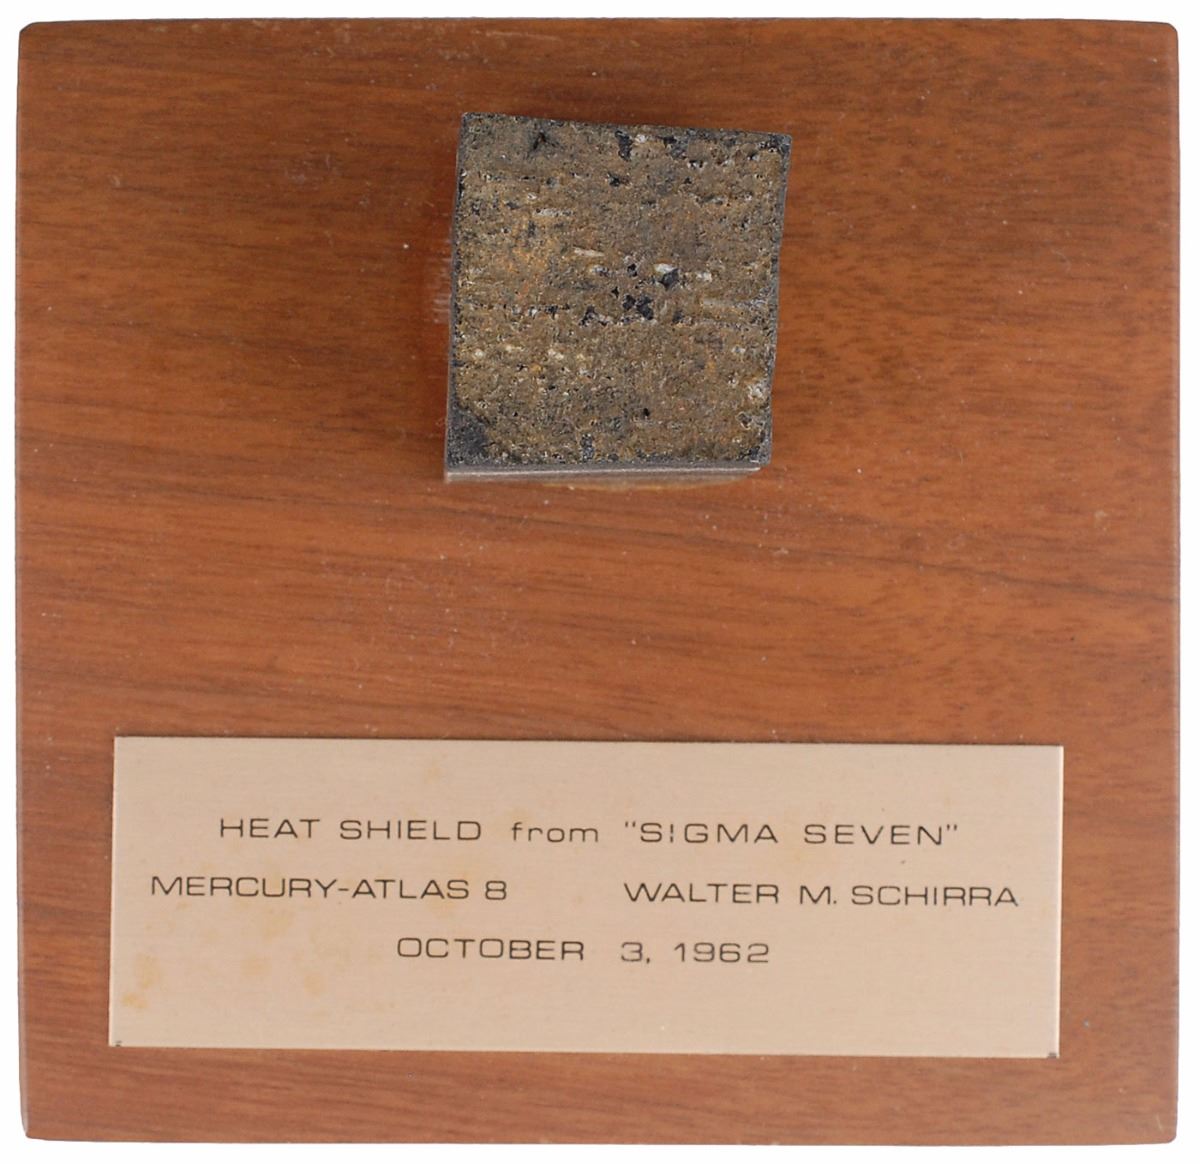 HEAT SHIELD from "SIGMA SEVEN"
MERCURY-ATLAS 8 WALTER M. SCHIRRA
OCTOBER 3, 1962